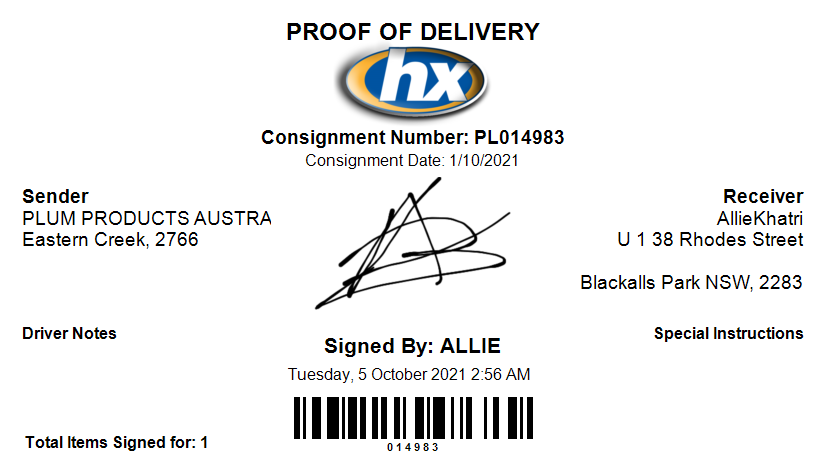 PROOF OF DELIVERY
hx
Consignment Number: PL014983
Consignment Date: 1/10/2021
Sender
PLUM PRODUCTS AUSTRA
Eastern Creek, 2766
Receiver
AllieKhatri
U 1 38 Rhodes Street
Blackalls Park NSW, 2283
Driver Notes
Special Instructions
Signed By: ALLIE
Tuesday, 5 October 2021 2:56 AM
Total Items Signed for: 1
014983